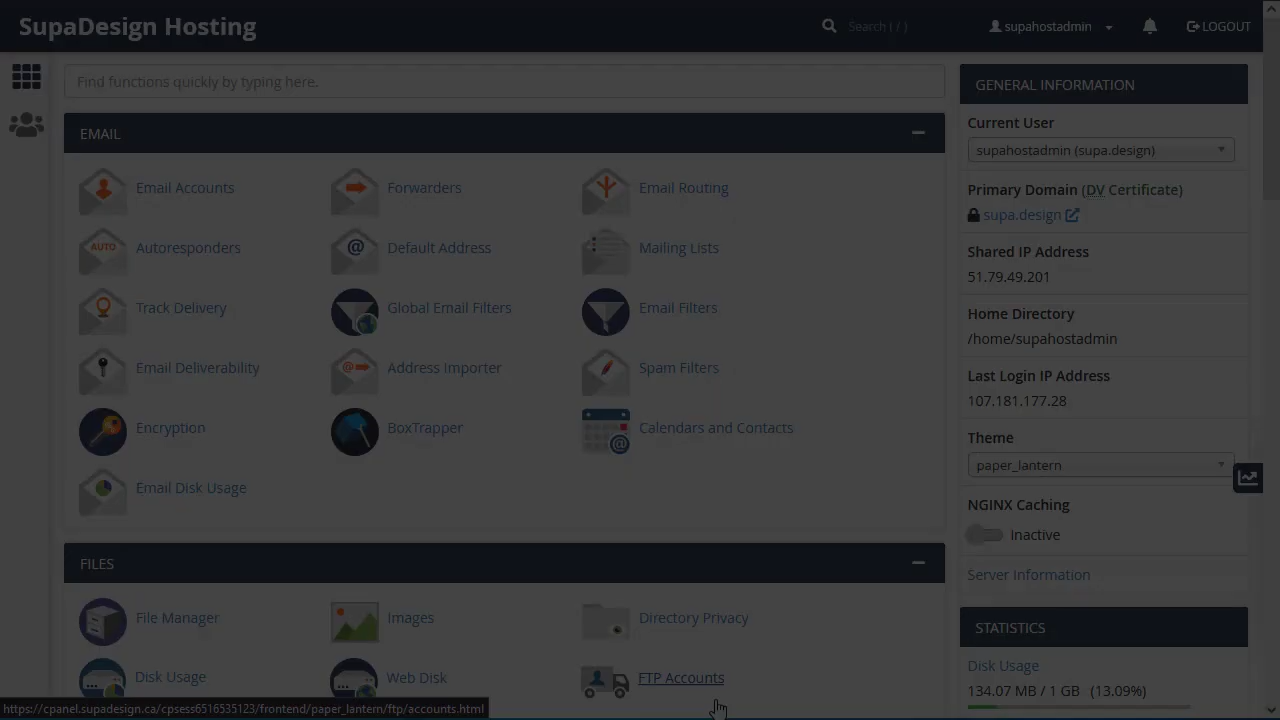 SupaDesign Hosting
Search ( / )
supahostadmin
LOGOUT
Find functions quickly by typing here.
EMAIL
Email Accounts
Forwarders
Email Routing
AUTO
Autoresponders
@
Default Address
Mailing Lists
Track Delivery
Global Email Filters
Email Filters
Email Deliverability
@
Address Importer
Spam Filters
Encryption
BoxTrapper
@
Calendars and Contacts
Email Disk Usage
FILES
File Manager
Images
Directory Privacy
Disk Usage
Web Disk
FTP Accounts
https://cpanel.supadesign.ca/cpsess6516535123/frontend/paper_lantern/ftp/accounts.html
GENERAL INFORMATION
Current User
supahostadmin (supa.design)
Primary Domain (DV Certificate)
supa.design
Shared IP Address
51.79.49.201
Home Directory
/home/supahostadmin
Last Login IP Address
107.181.177.28
Theme
paper_lantern
NGINX Caching
Inactive
Server Information
STATISTICS
Disk Usage
134.07 MB / 1 GB (13.09%)